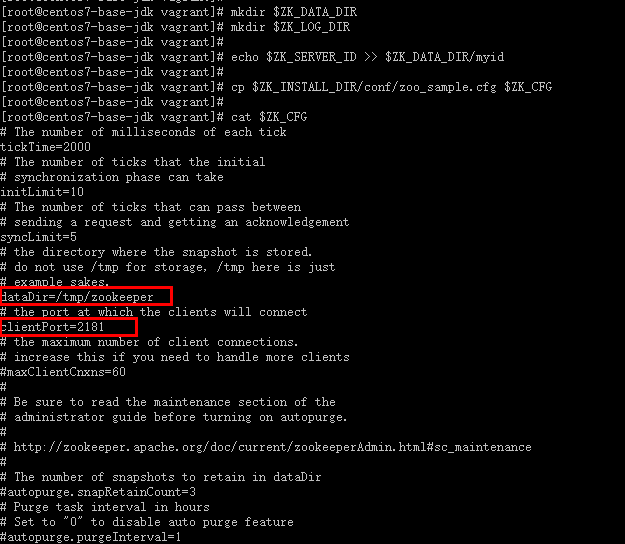 [root@centos7-base-jdk vagrant]# mkdir $ZK_DATA_DIR
[root@centos7-base-jdk vagrant]# mkdir $ZK_LOG_DIR
[root@centos7-base-jdk vagrant]#
[root@centos7-base-jdk vagrant]# echo $ZK_SERVER_ID >> $ZK_DATA_DIR/myid
[root@centos7-base-jdk vagrant]#
[root@centos7-base-jdk vagrant]# cp $ZK_INSTALL_DIR/conf/zoo_sample.cfg $ZK_CFG
[root@centos7-base-jdk vagrant]#
[root@centos7-base-jdk vagrant]# cat $ZK_CFG
# The number of milliseconds of each tick
tickTime=2000
# The number of ticks that the initial
# synchronization phase can take
initLimit=10
# The number of ticks that can pass between
# sending a request and getting an acknowledgement
syncLimit=5
# the directory where the snapshot is stored.
# do not use /tmp for storage, /tmp here is just
# example sakes.
dataDir=/tmp/zookeeper
# the port at which the clients will connect
clientPort=2181
# the maximum number of client connections.
# increase this if you need to handle more clients
#maxClientCnxns=60
#
# Be sure to read the maintenance section of the
# administrator guide before turning on autopurge.
#
# http://zookeeper.apache.org/doc/current/zookeeperAdmin.html#sc_maintenance
#
# The number of snapshots to retain in dataDir
#autopurge.snapRetainCount=3
# Purge task interval in hours
# Set to "0" to disable auto purge feature
#autopurge.purgeInterval=1